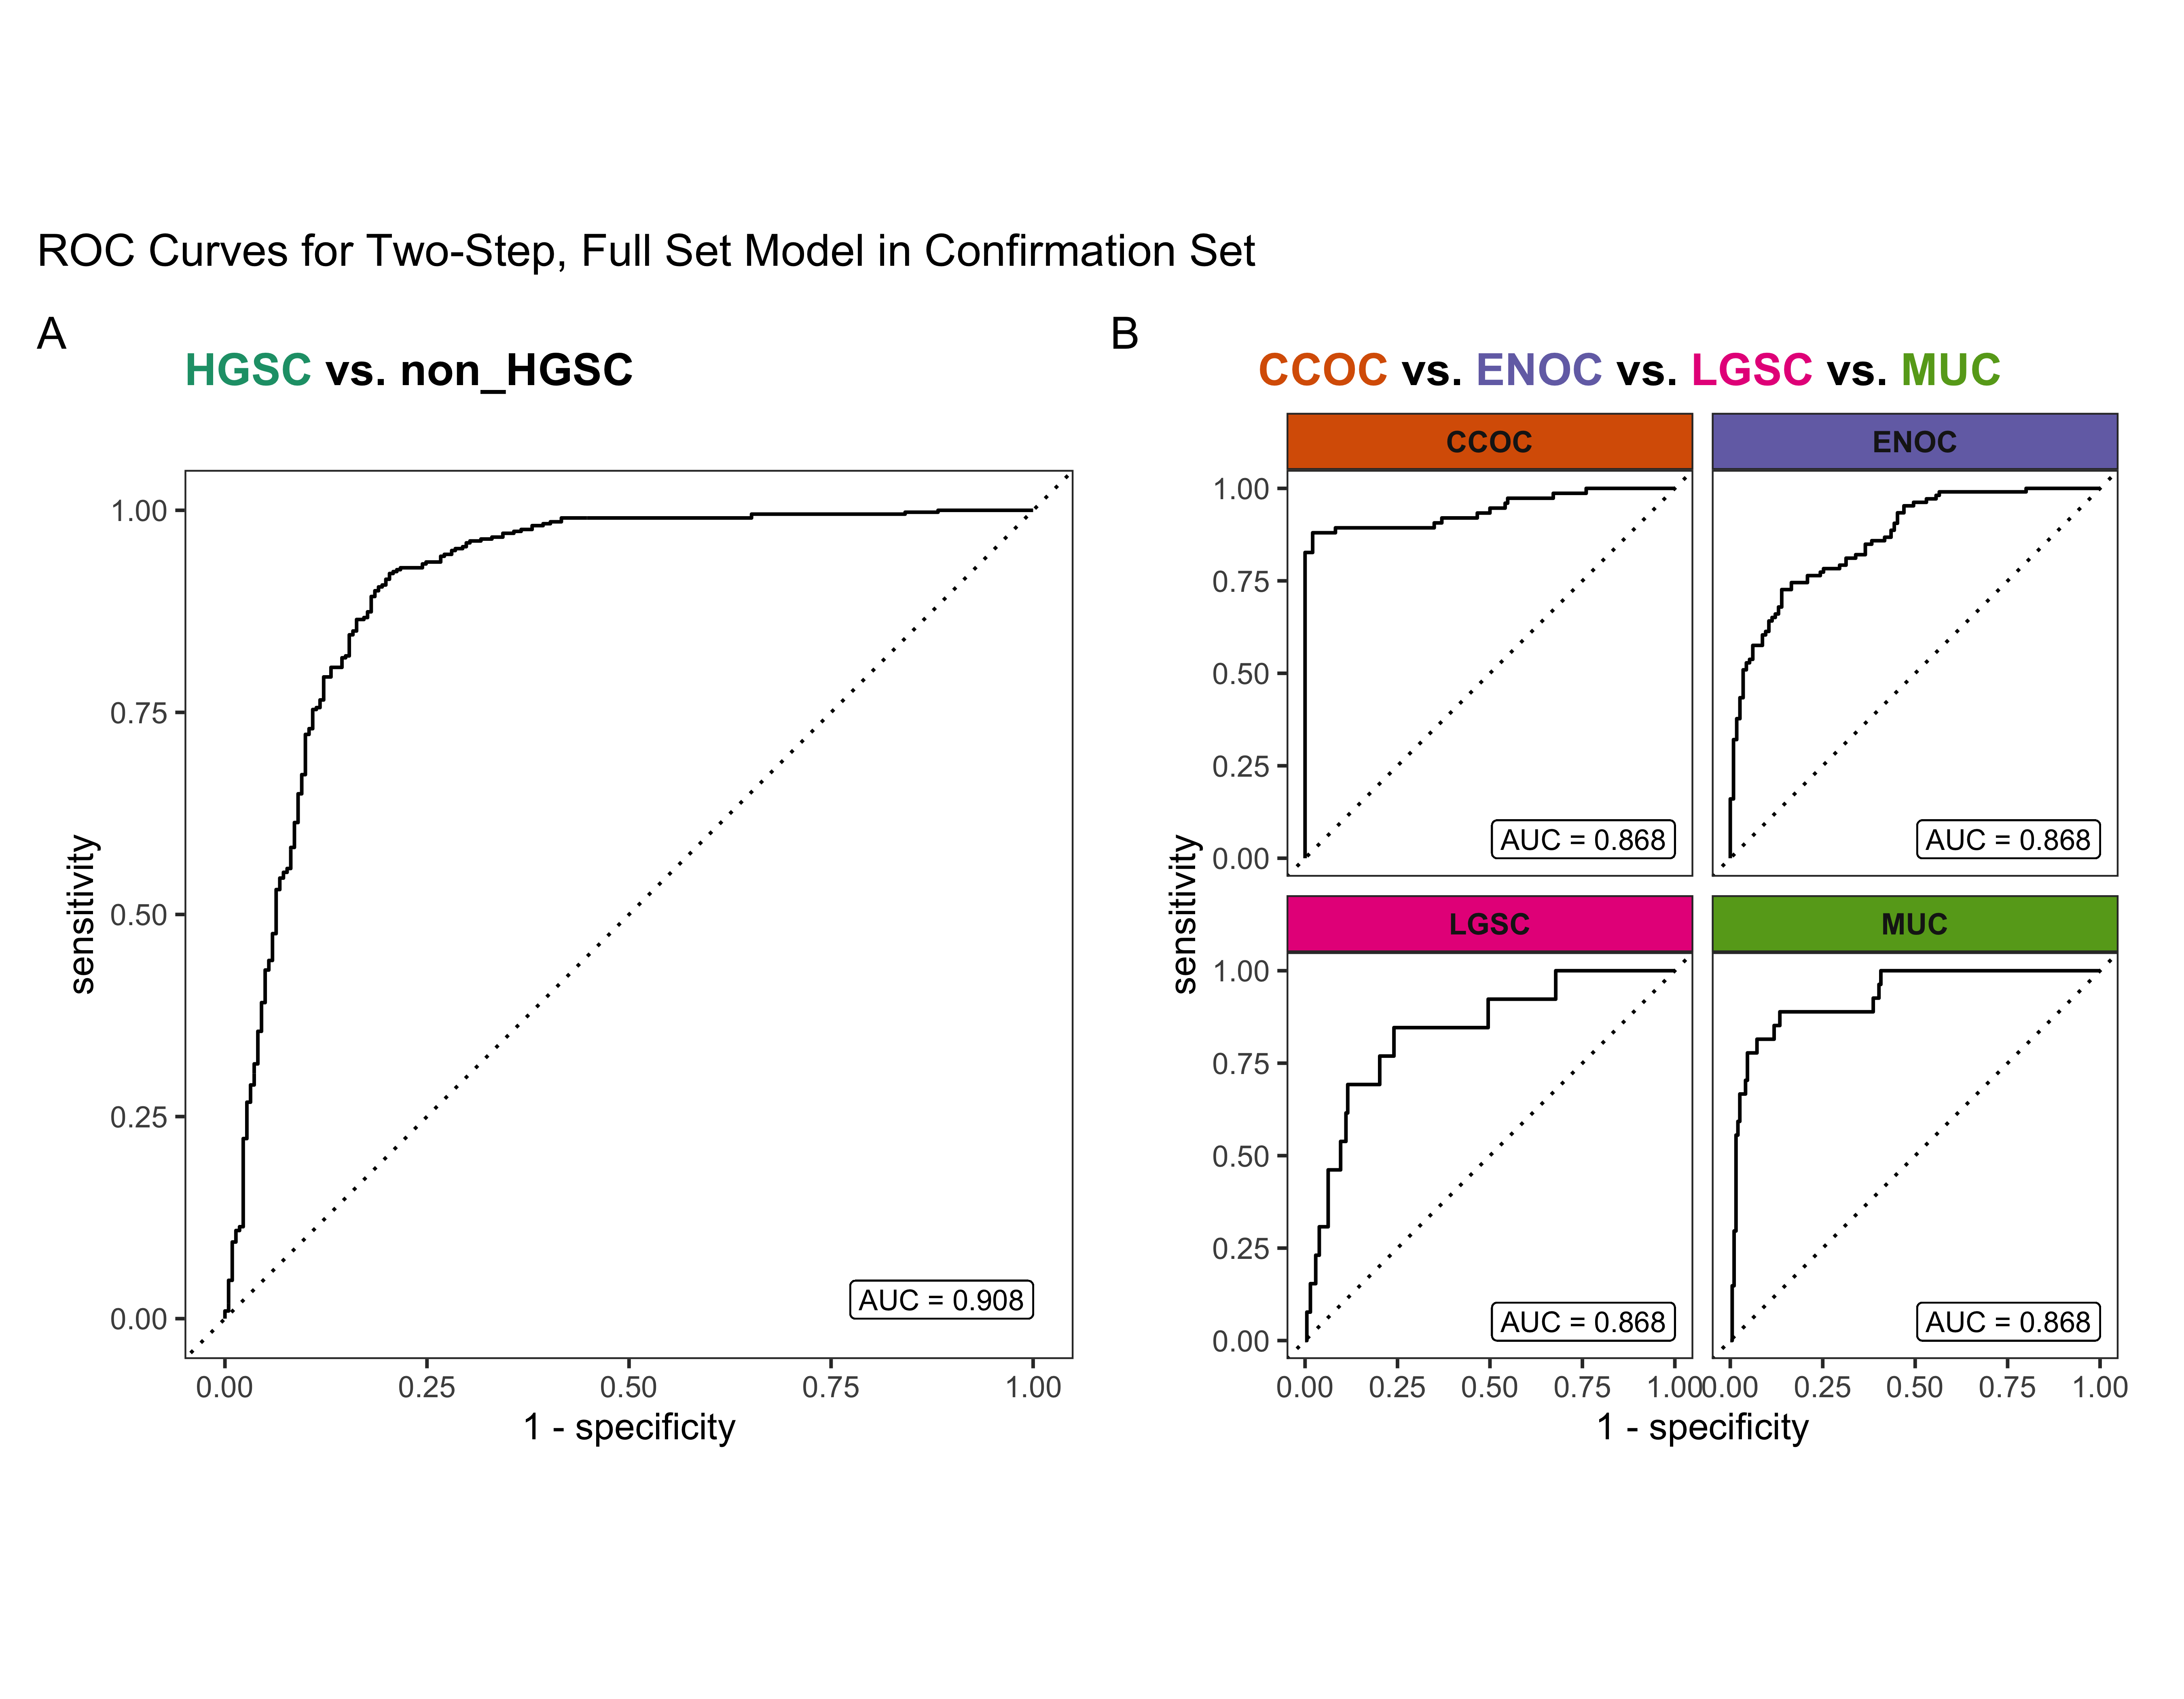 ROC Curves for Two-Step, Full Set Model in Confirmation Set
A
HGSC vs. non_HGSC
1.00
0.75
0.50
0.25
0.00
sensitivity
AUC = 0.908
0.00 0.25 0.50 0.75 1.00
1 - specificity
B
CCOC vs. ENOC vs. LGSC vs. MUC
CCOC
ENOC
1.00
0.75
0.50
0.25
0.00
AUC = 0.868
AUC = 0.868
sensitivity
LGSC
MUC
1.00
0.75
0.50
0.25
0.00
AUC = 0.868
AUC = 0.868
0.00 0.25 0.50 0.75 1.00
0.00 0.25 0.50 0.75 1.00
1 - specificity